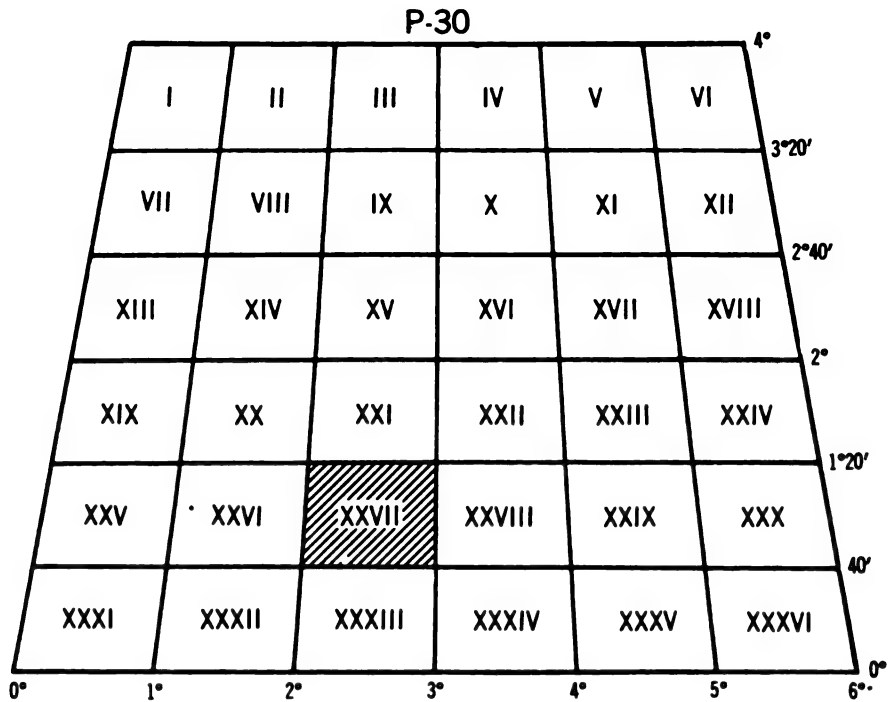 P-30
4°
I II III IV V VI
3°20′
VII VIII IX X XI XII
2°40′
XIII XIV XV XVI XVII XVIII
2°
XIX XX XXI XXII XXIII XXIV
1°20′
XXV XXVI XXVII XXVIII XXIX XXX
40′
XXXI XXXII XXXIII XXXIV XXXV XXXVI
0°
0° 1° 2° 3° 4° 5° 6°